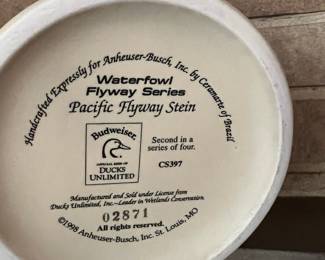 Handcrafted Expressly for Anheuser-Busch, Inc. by Ceramarte of Brazil
Waterfowl
Flyway Series
Pacific Flyway Stein
Budweiser
OFFICIAL BEER OF
DUCKS
UNLIMITED
Second in a
series of four.
CS397
Manufactured and Sold under License from
Ducks Unlimited, Inc.—Leader in Wetlands Conservation.
02871
All rights reserved.
©1998 Anheuser-Busch, Inc. St. Louis, MO